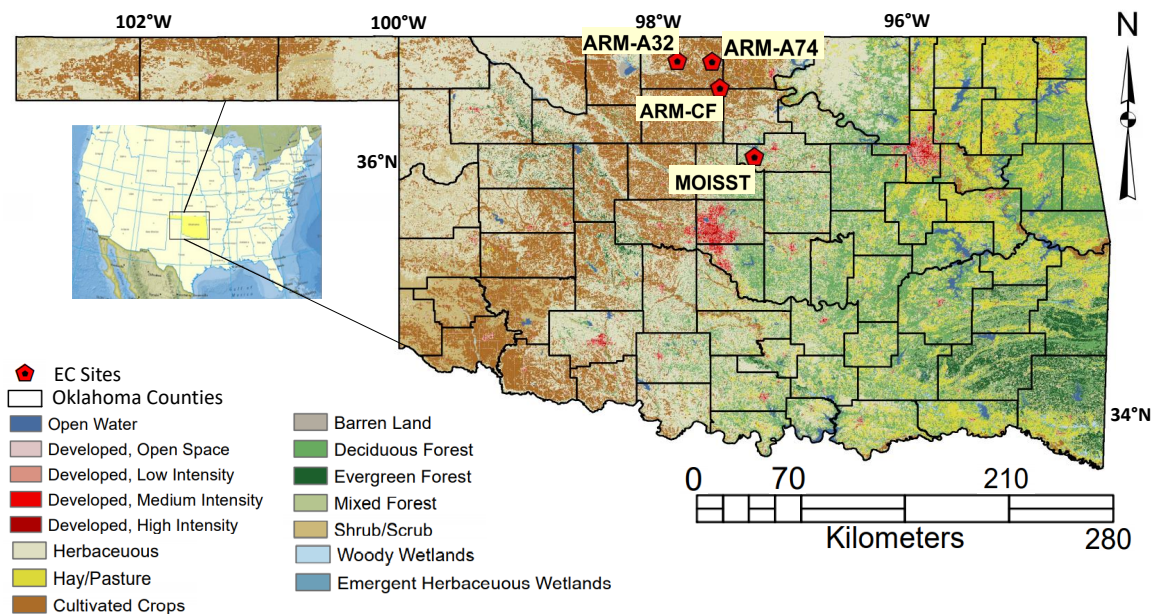 102°W 100°W 98°W 96°W N
ARM-A32 ARM-A74
ARM-CF
36°N
MOISST
34°N
EC Sites
Oklahoma Counties
Open Water
Developed, Open Space
Developed, Low Intensity
Developed, Medium Intensity
Developed, High Intensity
Herbaceuous
Hay/Pasture
Cultivated Crops
Barren Land
Deciduous Forest
Evergreen Forest
Mixed Forest
Shrub/Scrub
Woody Wetlands
Emergent Herbaceuous Wetlands
0 70 210
Kilometers 280